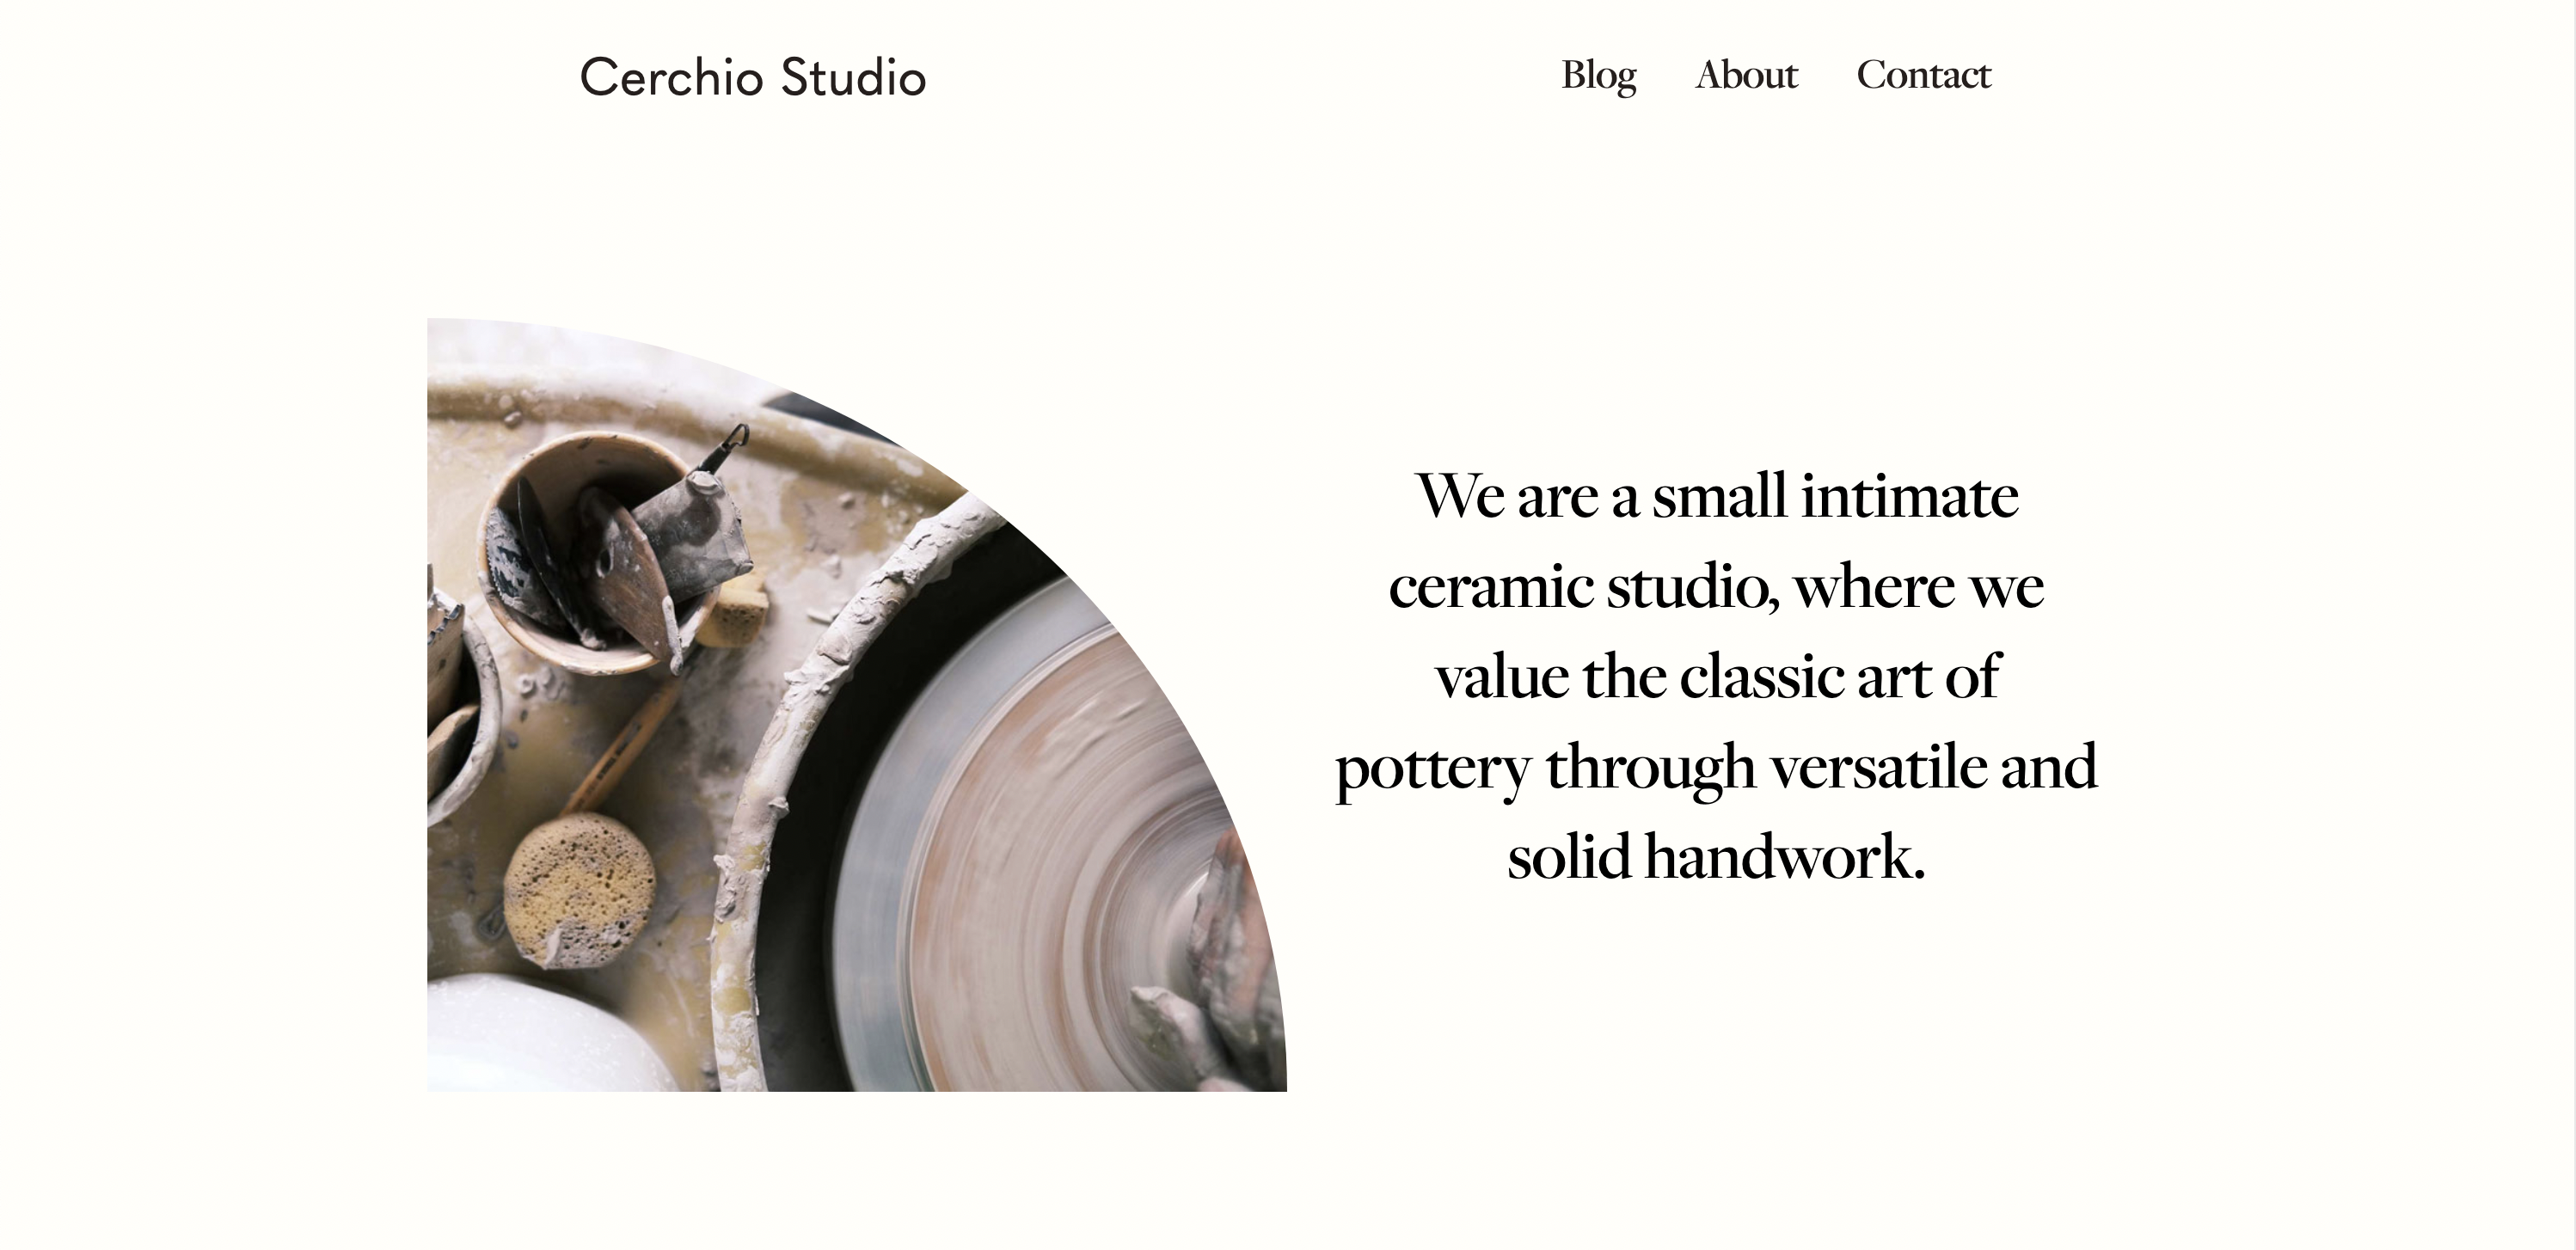 Cerchio Studio
Blog About Contact
We are a small intimate
ceramic studio, where we
value the classic art of
pottery through versatile and
solid handwork.